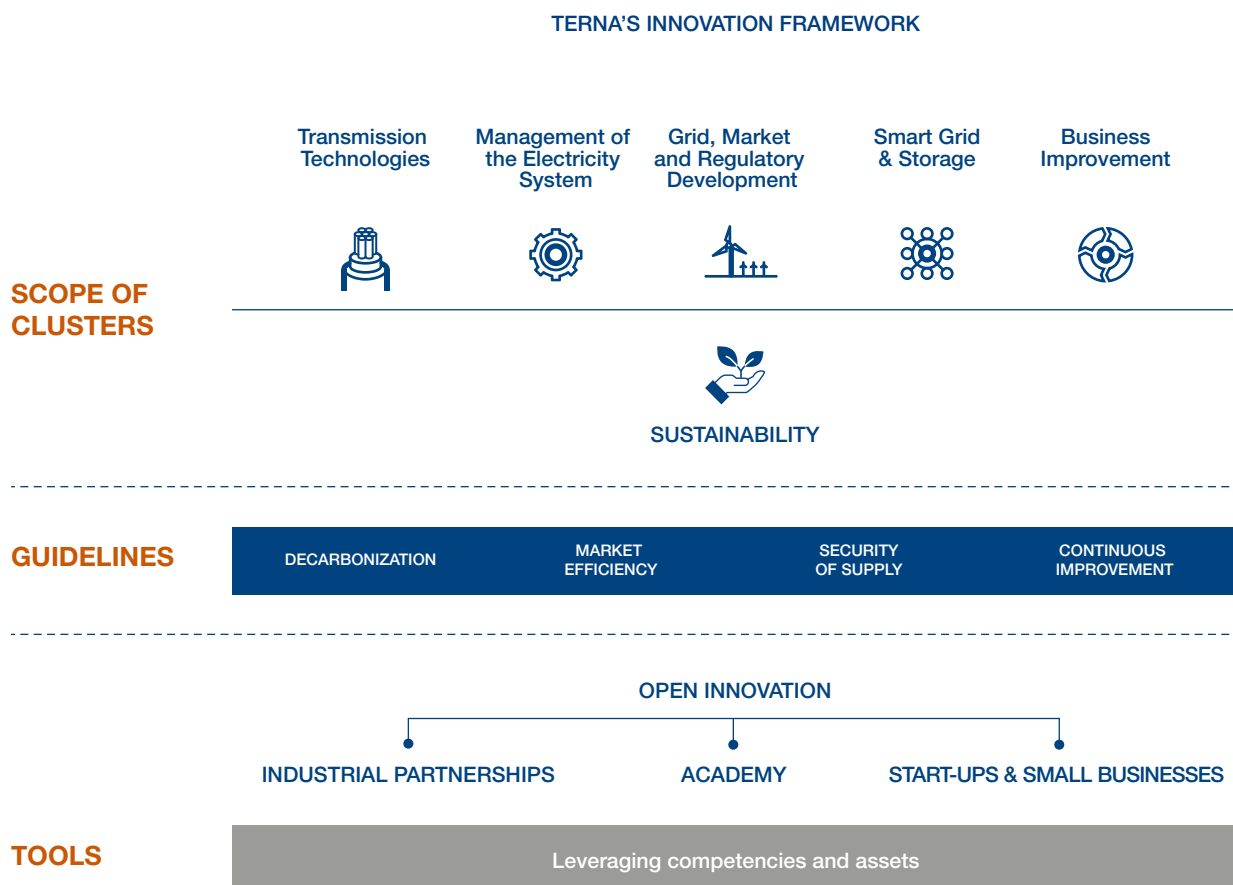 TERNA'S INNOVATION FRAMEWORK
Transmission
Technologies
Management of
the Electricity
System
Grid, Market
and Regulatory
Development
Smart Grid
& Storage
Business
Improvement
SCOPE OF
CLUSTERS
SUSTAINABILITY
GUIDELINES
DECARBONIZATION
MARKET
EFFICIENCY
SECURITY
OF SUPPLY
CONTINUOUS
IMPROVEMENT
OPEN INNOVATION
INDUSTRIAL PARTNERSHIPS
ACADEMY
START-UPS & SMALL BUSINESSES
TOOLS
Leveraging competencies and assets